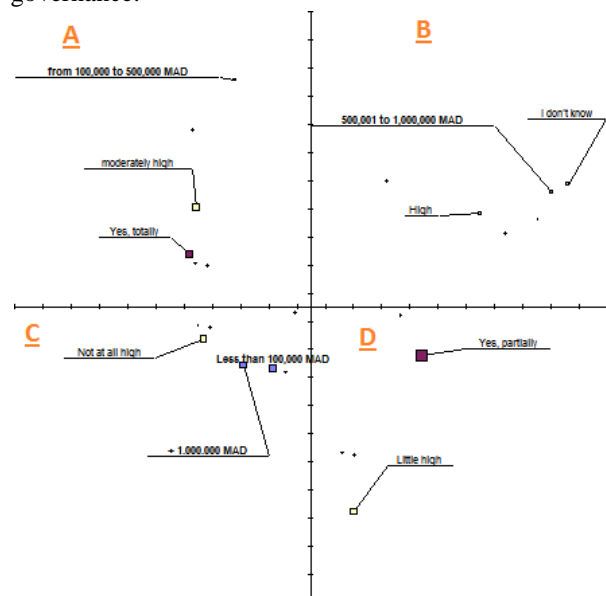 governance.
A
B
from 100,000 to 500,000 MAD
I don't know
500,001 to 1,000,000 MAD
moderately high
High
Yes, totally
C
D
Not at all high
Less than 100,000 MAD
Yes, partially
+ 1.000.000 MAD
Little high